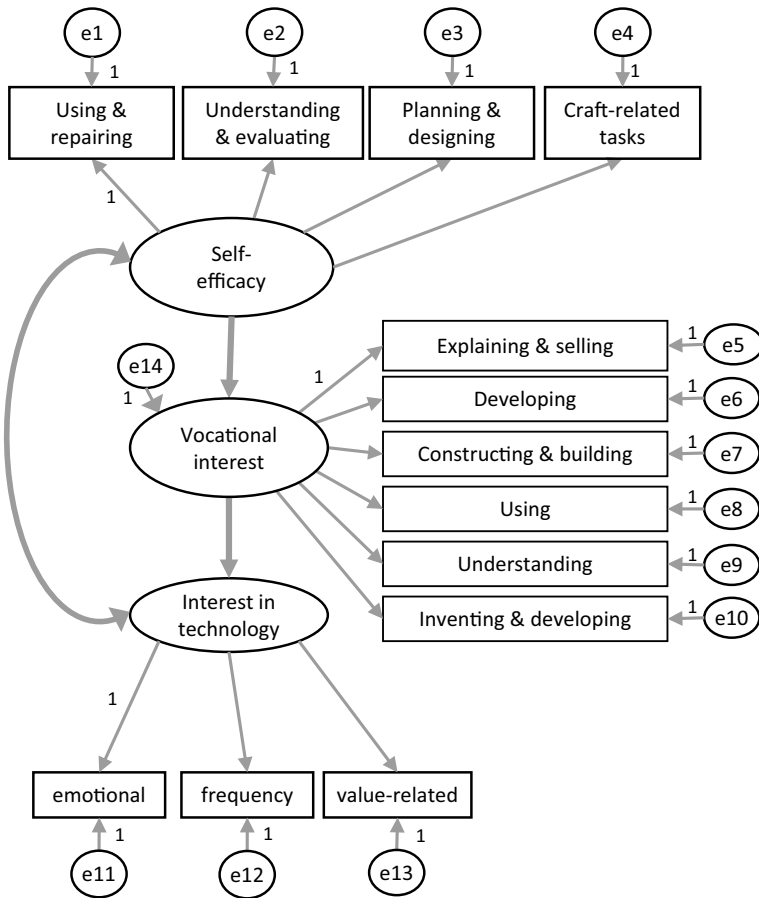 e1
e2
e3
e4
1
1
1
1
Using &
repairing
Understanding
& evaluating
Planning &
designing
Craft-related
tasks
1
Self-
efficacy
e14
1
1
Explaining & selling
1
e5
Developing
1
e6
Vocational
interest
Constructing & building
1
e7
Using
1
e8
Understanding
1
e9
Inventing & developing
1
e10
Interest in
technology
1
emotional
frequency
value-related
1
1
1
e11
e12
e13